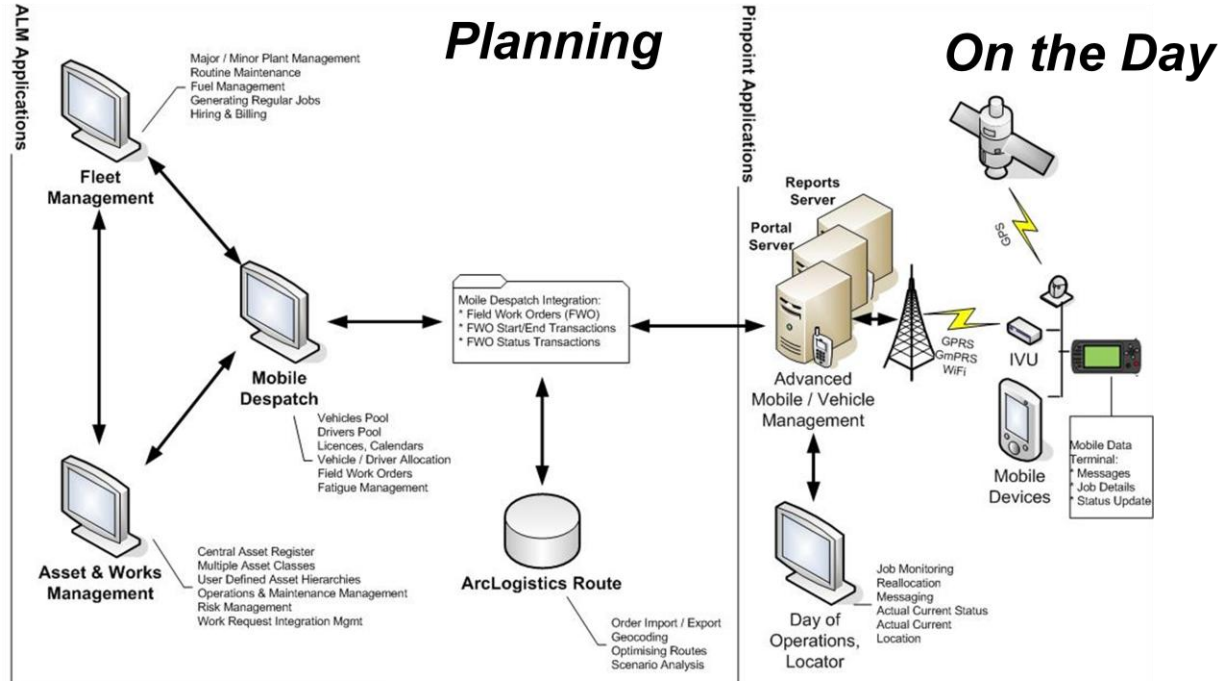 ALM Applications
Planning
Major / Minor Plant Management
Routine Maintenance
Fuel Management
Generating Regular Jobs
Hiring & Billing
Fleet
Management
Mobile
Despatch
Vehicles Pool
Drivers Pool
Licences, Calendars
Vehicle / Driver Allocation
Field Work Orders
Fatigue Management
Asset & Works
Management
Central Asset Register
Multiple Asset Classes
User Defined Asset Hierarchies
Operations & Maintenance Management
Risk Management
Work Request Integration Mgmt
Moile Despatch Integration:
* Field Work Orders (FWO)
* FWO Start/End Transactions
* FWO Status Transactions
ArcLogistics Route
Order Import / Export
Geocoding
Optimising Routes
Scenario Analysis
Pinpoint Applications
On the Day
Reports
Server
Portal
Server
Advanced
Mobile / Vehicle
Management
GPS
GPRS
GmPRS
WiFi
IVU
Mobile
Devices
Mobile Data
Terminal:
* Messages
* Job Details
* Status Update
Day of
Operations,
Locator
Job Monitoring
Reallocation
Messaging
Actual Current Status
Actual Current
Location